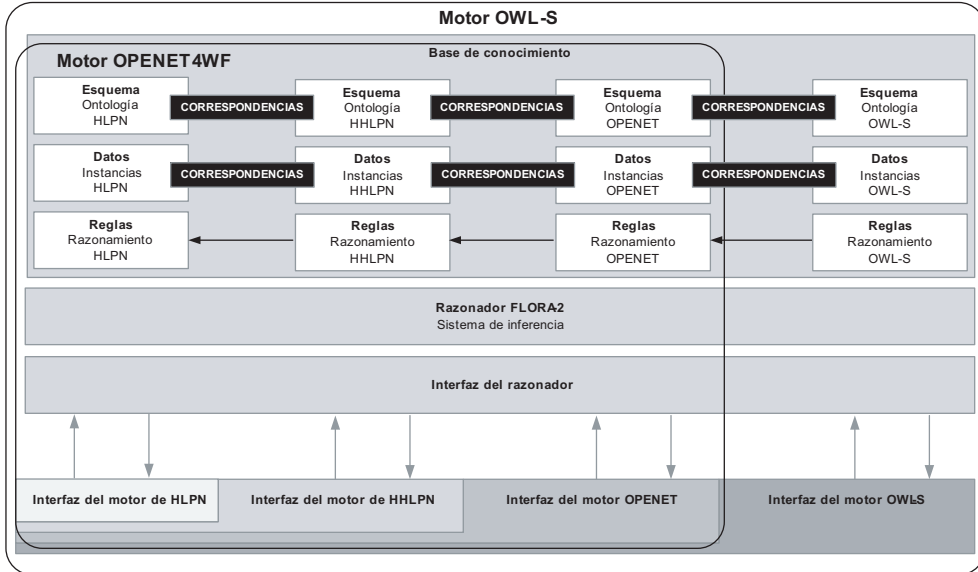 Motor OWL-S
Base de conocimiento
Motor OPENET4WF
Esquema
Ontología
HLPN
CORRESPONDENCIAS
Esquema
Ontología
HHLPN
CORRESPONDENCIAS
Esquema
Ontología
OPENET
CORRESPONDENCIAS
Esquema
Ontología
OWL-S
Datos
Instancias
HLPN
CORRESPONDENCIAS
Datos
Instancias
HHLPN
CORRESPONDENCIAS
Datos
Instancias
OPENET
CORRESPONDENCIAS
Datos
Instancias
OWL-S
Reglas
Razonamiento
HLPN
Reglas
Razonamiento
HHLPN
Reglas
Razonamiento
OPENET
Reglas
Razonamiento
OWL-S
Razonador FLORA-2
Sistema de inferencia
Interfaz del razonador
Interfaz del motor de HLPN
Interfaz del motor de HHLPN
Interfaz del motor OPENET
Interfaz del motor OWL-S